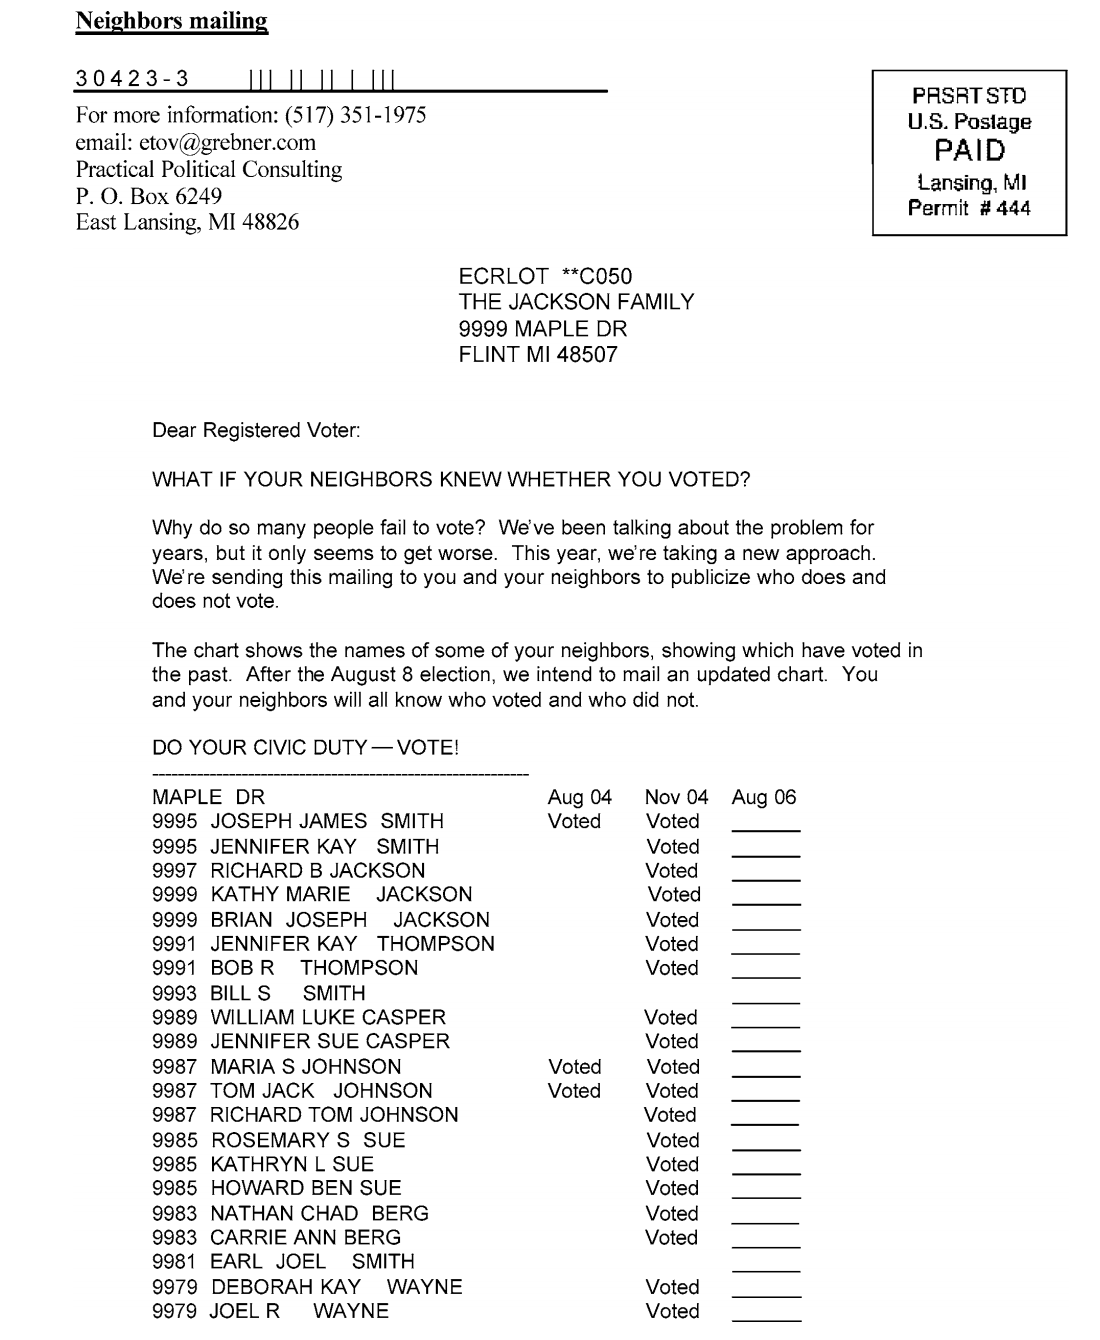 Neighbors mailing
30423-3 ||| || || | |||
For more information: (517) 351-1975
email: etov@grebner.com
Practical Political Consulting
P. O. Box 6249
East Lansing, MI 48826
PRSRT STD
U.S. Postage
PAID
Lansing, MI
Permit # 444
ECRLOT **C050
THE JACKSON FAMILY
9999 MAPLE DR
FLINT MI 48507
Dear Registered Voter:
WHAT IF YOUR NEIGHBORS KNEW WHETHER YOU VOTED?
Why do so many people fail to vote? We've been talking about the problem for
years, but it only seems to get worse. This year, we're taking a new approach.
We're sending this mailing to you and your neighbors to publicize who does and
does not vote.
The chart shows the names of some of your neighbors, showing which have voted in
the past. After the August 8 election, we intend to mail an updated chart. You
and your neighbors will all know who voted and who did not.
DO YOUR CIVIC DUTY — VOTE!
------------------------------------------------------------
MAPLE DR Aug 04 Nov 04 Aug 06
9995 JOSEPH JAMES SMITH Voted Voted ______
9995 JENNIFER KAY SMITH Voted ______
9997 RICHARD B JACKSON Voted ______
9999 KATHY MARIE JACKSON Voted ______
9999 BRIAN JOSEPH JACKSON Voted ______
9991 JENNIFER KAY THOMPSON Voted ______
9991 BOB R THOMPSON Voted ______
9993 BILL S SMITH ______
9989 WILLIAM LUKE CASPER Voted ______
9989 JENNIFER SUE CASPER Voted ______
9987 MARIA S JOHNSON Voted Voted ______
9987 TOM JACK JOHNSON Voted Voted ______
9987 RICHARD TOM JOHNSON Voted ______
9985 ROSEMARY S SUE Voted ______
9985 KATHRYN L SUE Voted ______
9985 HOWARD BEN SUE Voted ______
9983 NATHAN CHAD BERG Voted ______
9983 CARRIE ANN BERG Voted ______
9981 EARL JOEL SMITH ______
9979 DEBORAH KAY WAYNE Voted ______
9979 JOEL R WAYNE Voted ______